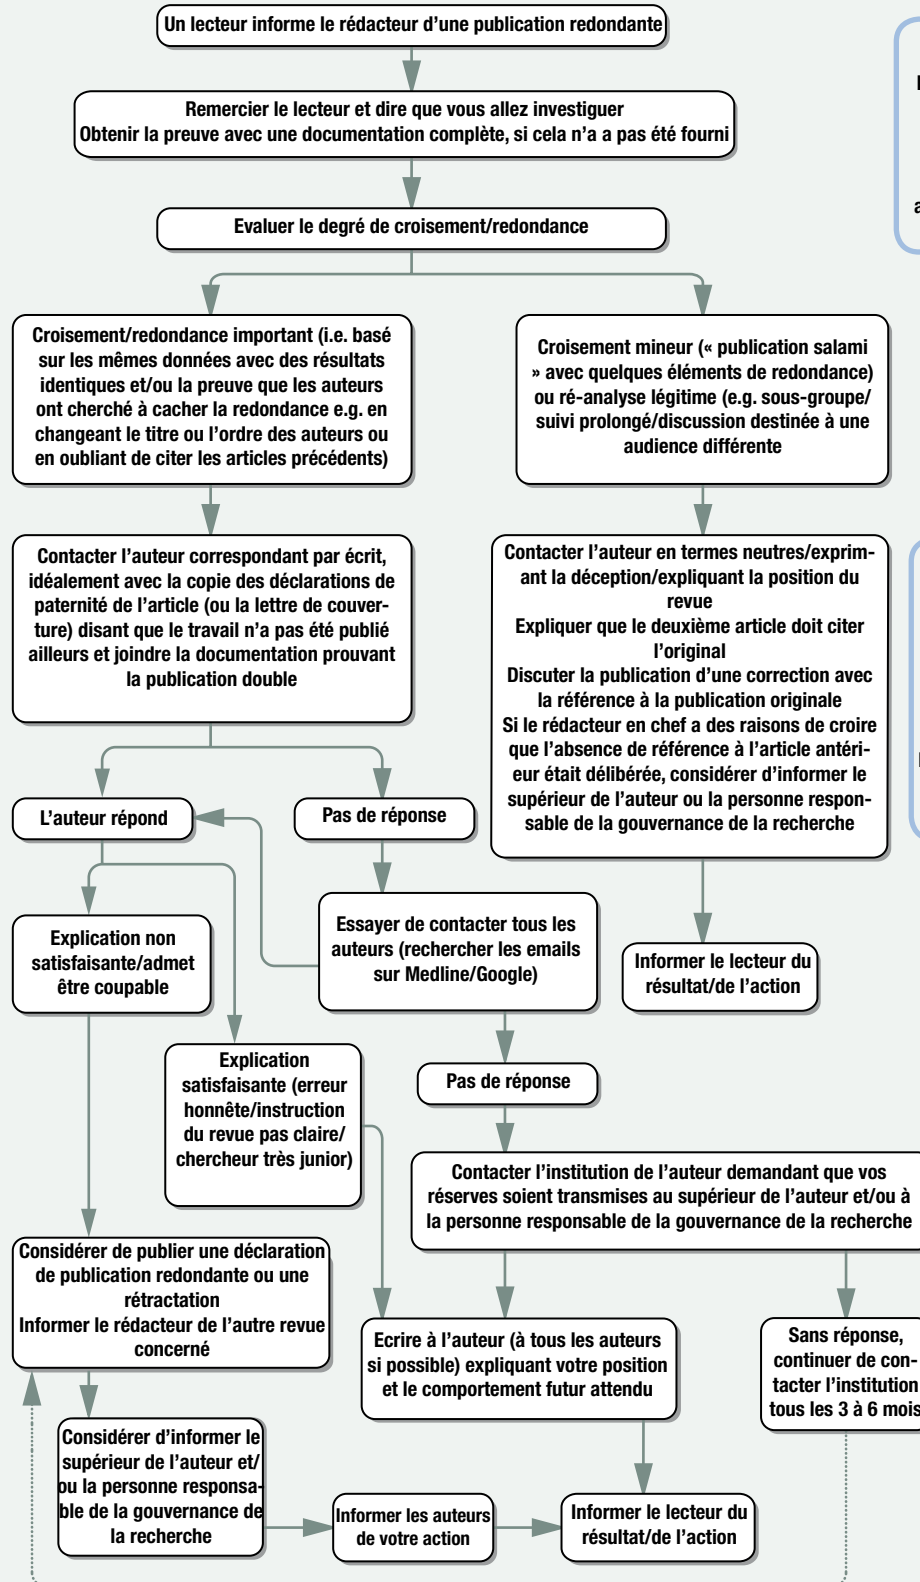 Un lecteur informe le rédacteur d'une publication redondante
Remercier le lecteur et dire que vous allez investiguer
Obtenir la preuve avec une documentation complète, si cela n'a a pas été fourni
Evaluer le degré de croisement/redondance
Croisement/redondance important (i.e. basé
sur les mêmes données avec des résultats
identiques et/ou la preuve que les auteurs
ont cherché à cacher la redondance e.g. en
changeant le titre ou l'ordre des auteurs ou
en oubliant de citer les articles précédents)
Croisement mineur (« publication salami
» avec quelques éléments de redondance)
ou ré-analyse légitime (e.g. sous-groupe/
suivi prolongé/discussion destinée à une
audience différente
Contacter l'auteur correspondant par écrit,
idéalement avec la copie des déclarations de
paternité de l'article (ou la lettre de couver-
ture) disant que le travail n'a pas été publié
ailleurs et joindre la documentation prouvant
la publication double
Contacter l'auteur en termes neutres/exprim-
ant la déception/expliquant la position du
revue
Expliquer que le deuxième article doit citer
l'original
Discuter la publication d'une correction avec
la référence à la publication originale
Si le rédacteur en chef a des raisons de croire
que l'absence de référence à l'article antéri-
eur était délibérée, considérer d'informer le
supérieur de l'auteur ou la personne respon-
sable de la gouvernance de la recherche
L'auteur répond
Pas de réponse
Explication non
satisfaisante/admet
être coupable
Essayer de contacter tous les
auteurs (rechercher les emails
sur Medline/Google)
Informer le lecteur du
résultat/de l'action
Explication
satisfaisante (erreur
honnête/instruction
du revue pas claire/
chercheur très junior)
Pas de réponse
Contacter l'institution de l'auteur demandant que vos
réserves soient transmises au supérieur de l'auteur et/ou à
la personne responsable de la gouvernance de la recherche
Considérer de publier une déclaration
de publication redondante ou une
rétractation
Informer le rédacteur de l'autre revue
concerné
Ecrire à l'auteur (à tous les auteurs
si possible) expliquant votre position
et le comportement futur attendu
Sans réponse,
continuer de con-
tacter l'institution
tous les 3 à 6 mois
Considérer d'informer le
supérieur de l'auteur et/
ou la personne responsa-
ble de la gouvernance de
la recherche
Informer les auteurs
de votre action
Informer le lecteur du
résultat/de l'action